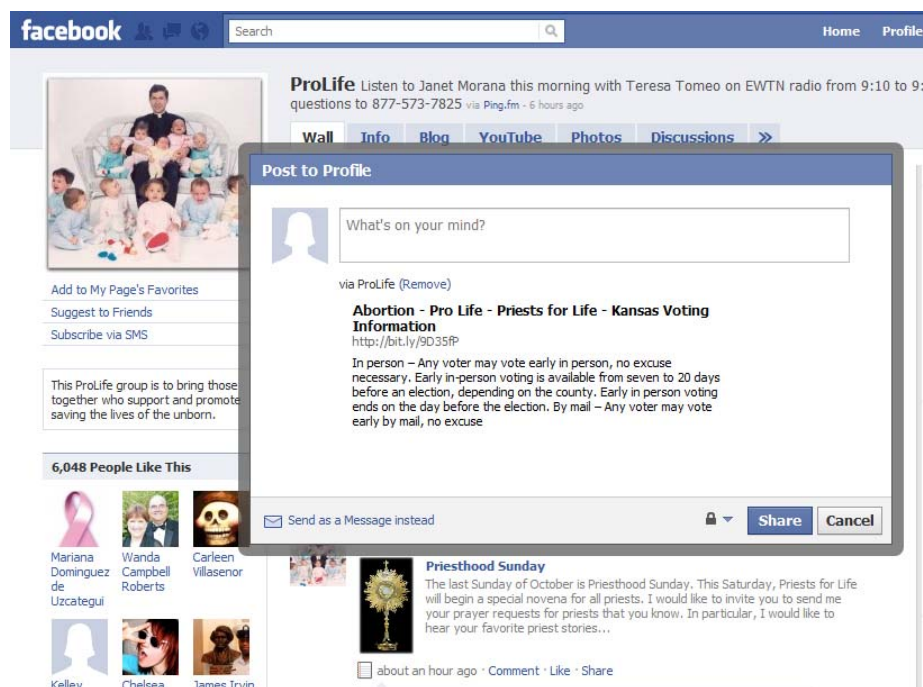 facebook
Search
Home Profile
ProLife Listen to Janet Morana this morning with Teresa Tomeo on EWTN radio from 9:10 to 9:
questions to 877-573-7825 via Ping.fm - 6 hours ago
Wall Info Blog YouTube Photos Discussions »
Post to Profile
What's on your mind?
via ProLife (Remove)
Abortion - Pro Life - Priests for Life - Kansas Voting
Information
http://bit.ly/9D35fP
In person – Any voter may vote early in person, no excuse
necessary. Early in-person voting is available from seven to 20 days
before an election, depending on the county. Early in person voting
ends on the day before the election. By mail – Any voter may vote
early by mail, no excuse
Send as a Message instead
Share Cancel
Add to My Page's Favorites
Suggest to Friends
Subscribe via SMS
This ProLife group is to bring those
together who support and promote
saving the lives of the unborn.
6,048 People Like This
Mariana
Dominguez
de
Uzcategui
Wanda
Campbell
Roberts
Carleen
Villasenor
Kelley
Chelsea
James Irvin
Priesthood Sunday
The last Sunday of October is Priesthood Sunday. This Saturday, Priests for Life
will begin a special novena for all priests. I would like to invite you to send me
your prayer requests for priests that you know. In particular, I would like to
hear your favorite priest stories...
about an hour ago · Comment · Like · Share